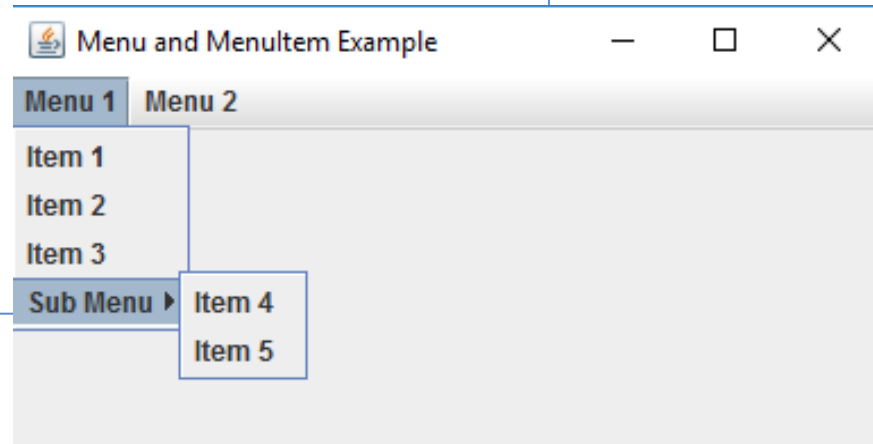 Menu and MenuItem Example
Menu 1 Menu 2
Item 1
Item 2
Item 3
Sub Menu Item 4
Item 5